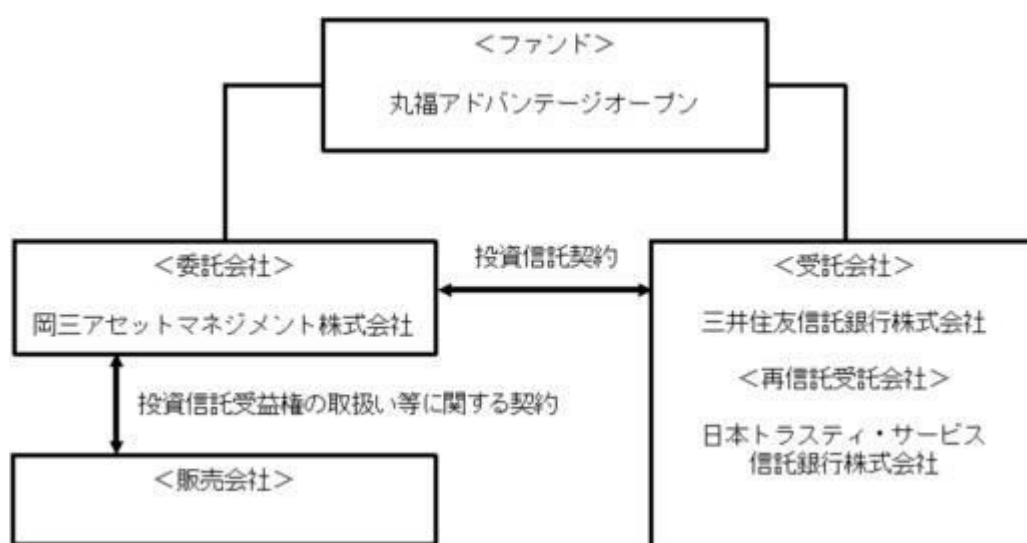 ＜ファンド＞
丸福アドバンテージオープン
＜委託会社＞
岡三アセットマネジメント株式会社
投資信託契約
＜受託会社＞
三井住友信託銀行株式会社
＜再信託受託会社＞
日本トラスティ・サービス
信託銀行株式会社
投資信託受益権の取扱い等に関する契約
＜販売会社＞